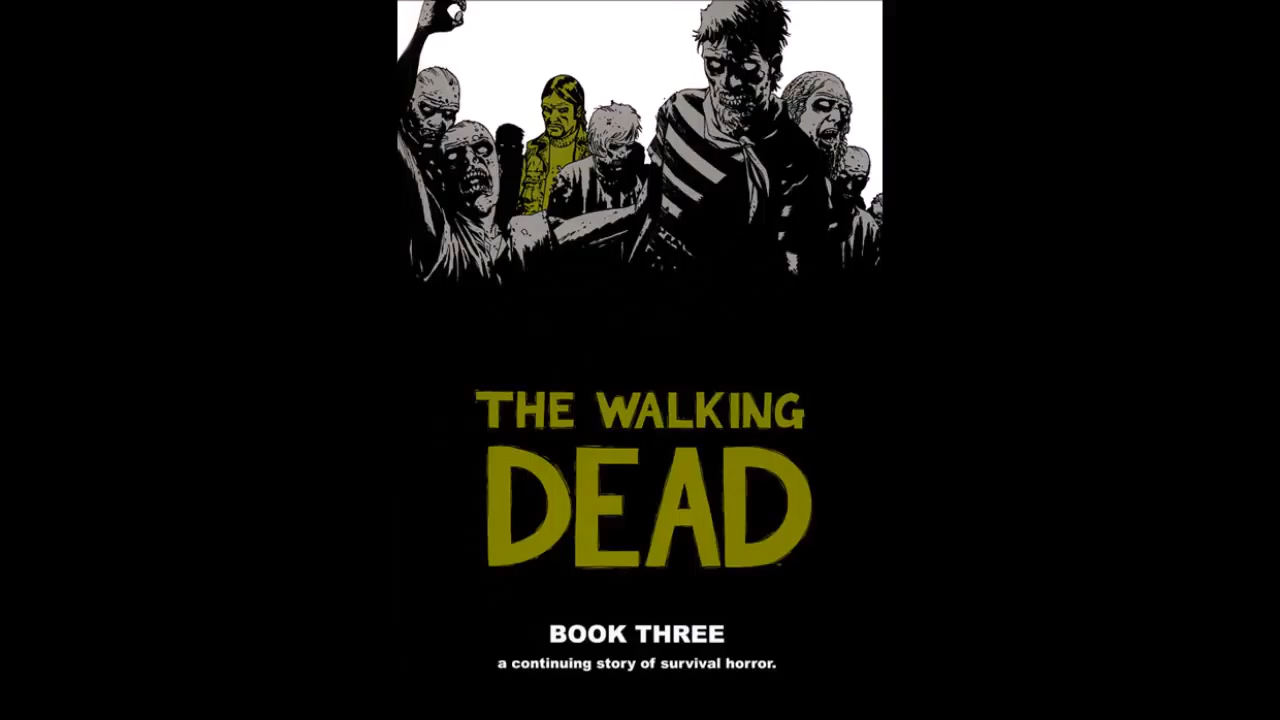 THE WALKING
DEAD
BOOK THREE
a continuing story of survival horror.